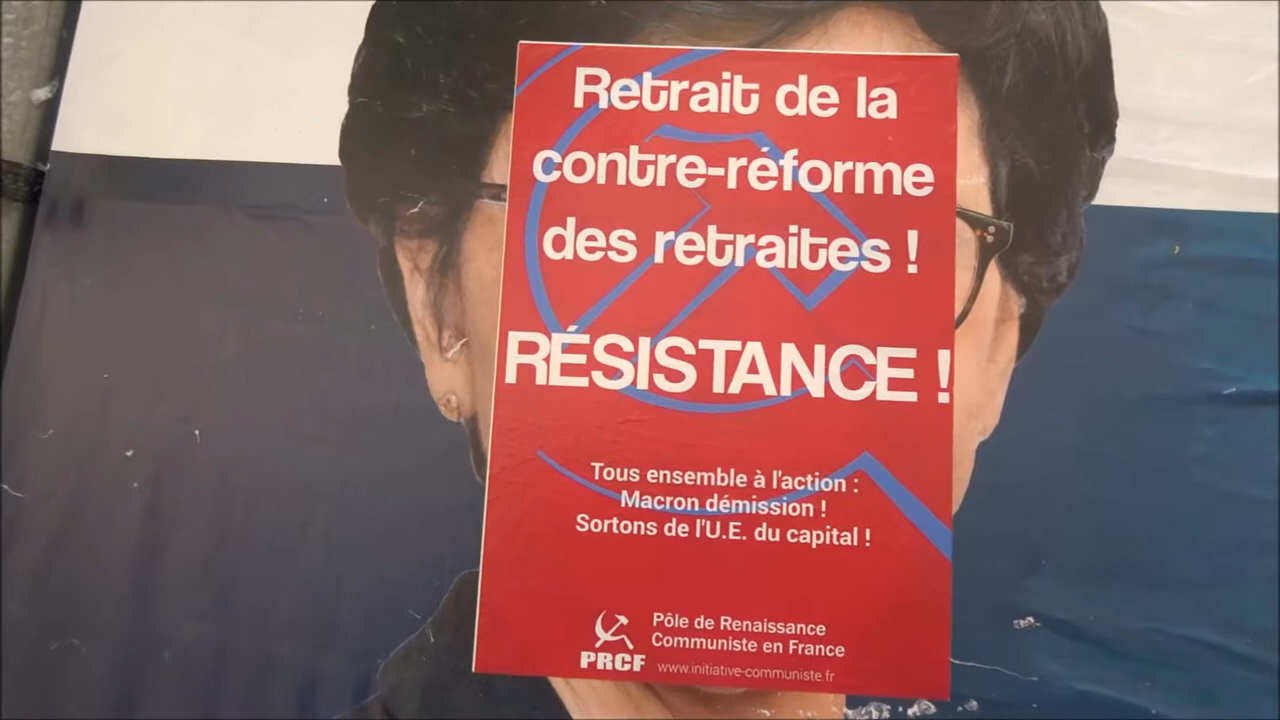 Retrait de la
contre-réforme
des retraites !
RÉSISTANCE !
Tous ensemble à l'action :
Macron démission !
Sortons de l'U.E. du capital !
Pôle de Renaissance
Communiste en France
PRCF
www.initiative-communiste.fr